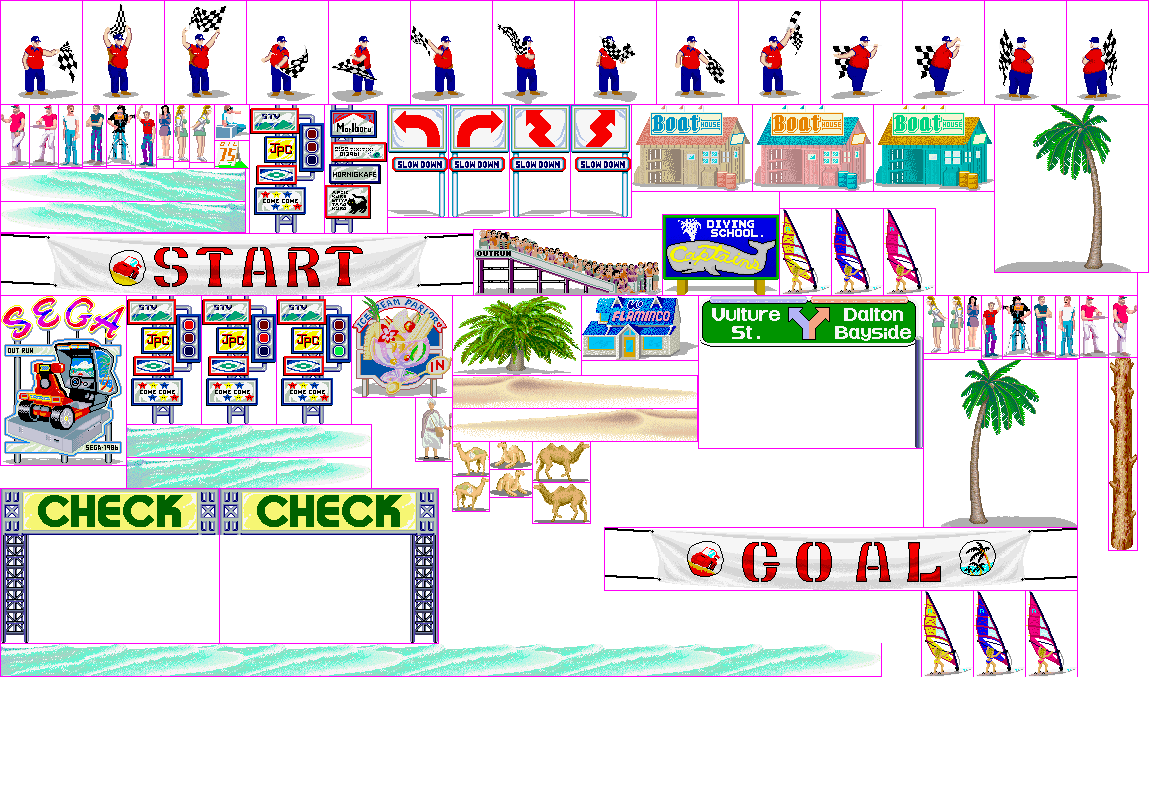 STV
JPC
COME COME
Marlboro
HORNIGKAFE
SLOW DOWN
SLOW DOWN
SLOW DOWN
SLOW DOWN
Boat HOUSE
Boat HOUSE
Boat HOUSE
START
OUTRUN
DIVING
SCHOOL.
Captains
SEGA
OUT RUN
SEGA·1986
STV
JPC
COME COME
STV
JPC
COME COME
STV
JPC
COME COME
ICE CREAM PARLOR
IN
FLAMINGO
Vulture
St.
Dalton
Bayside
CHECK
CHECK
GOAL